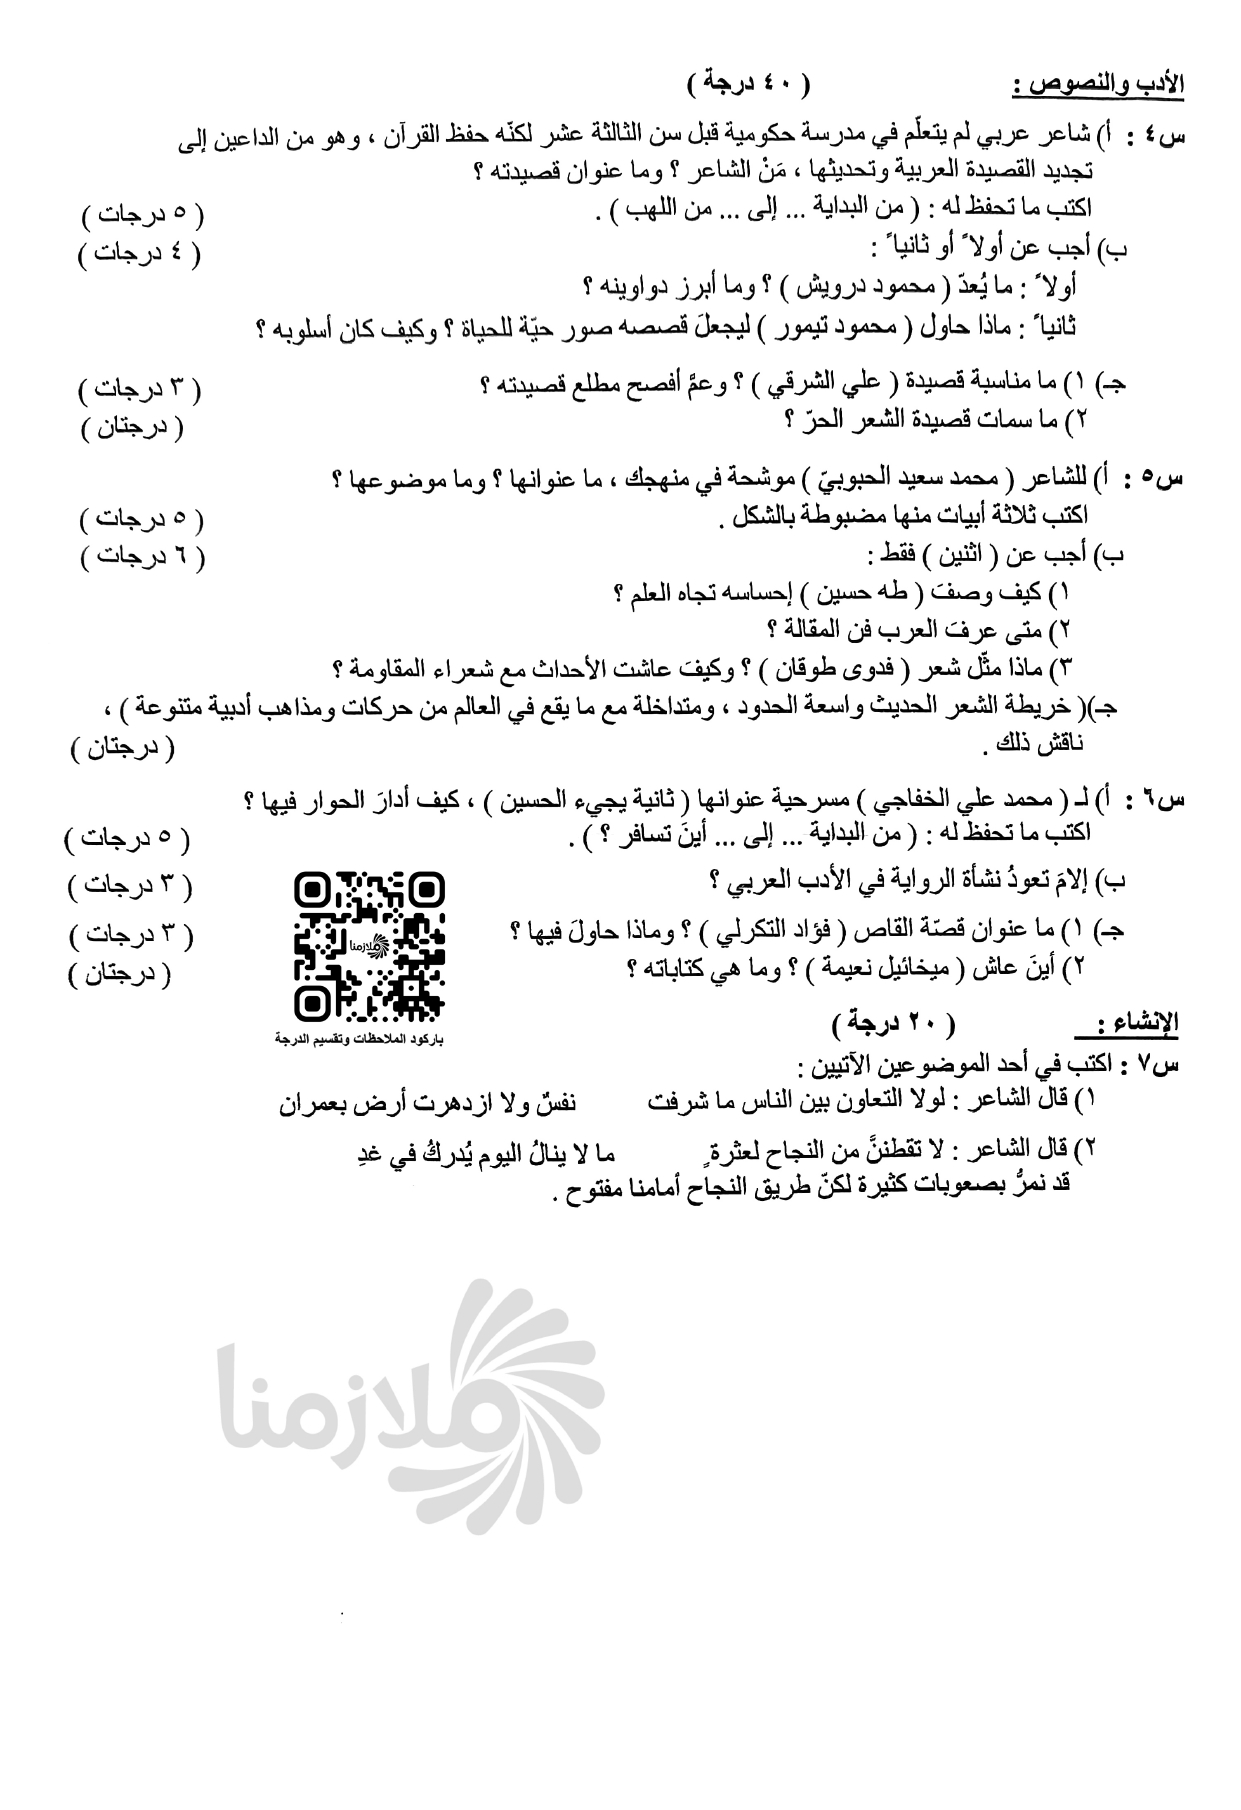 الأدب والنصوص : ( ٤٠ درجة )
س٤ : أ) شاعر عربي لم يتعلّم في مدرسة حكومية قبل سن الثالثة عشر لكنّه حفظ القرآن ، وهو من الداعين إلى
تجديد القصيدة العربية وتحديثها ، مَنْ الشاعر ؟ وما عنوان قصيدته ؟
اكتب ما تحفظ له : ( من البداية ... إلى ... من اللهب ) . ( ٥ درجات )
ب) أجب عن أولا ً أو ثانيا ً : ( ٤ درجات )
أولا ً : ما يُعدّ ( محمود درويش ) ؟ وما أبرز دواوينه ؟
ثانيا ً : ماذا حاول ( محمود تيمور ) ليجعلَ قصصه صور حيّة للحياة ؟ وكيف كان أسلوبه ؟
جـ) ١) ما مناسبة قصيدة ( علي الشرقي ) ؟ وعمَّ أفصح مطلع قصيدته ؟ ( ٣ درجات )
٢) ما سمات قصيدة الشعر الحرّ ؟ ( درجتان )
س٥ : أ) للشاعر ( محمد سعيد الحبوبيّ ) موشحة في منهجك ، ما عنوانها ؟ وما موضوعها ؟
اكتب ثلاثة أبيات منها مضبوطة بالشكل . ( ٥ درجات )
ب) أجب عن ( اثنين ) فقط : ( ٦ درجات )
١) كيف وصفَ ( طه حسين ) إحساسه تجاه العلم ؟
٢) متى عرفَ العرب فن المقالة ؟
٣) ماذا مثّل شعر ( فدوى طوقان ) ؟ وكيفَ عاشت الأحداث مع شعراء المقاومة ؟
جـ)( خريطة الشعر الحديث واسعة الحدود ، ومتداخلة مع ما يقع في العالم من حركات ومذاهب أدبية متنوعة ) ،
ناقش ذلك . ( درجتان )
س٦ : أ) لـ ( محمد علي الخفاجي ) مسرحية عنوانها ( ثانية يجيء الحسين ) ، كيف أدارَ الحوار فيها ؟
اكتب ما تحفظ له : ( من البداية ... إلى ... أينَ تسافر ؟ ) . ( ٥ درجات )
ب) إلامَ تعودُ نشأة الرواية في الأدب العربي ؟ ( ٣ درجات )
جـ) ١) ما عنوان قصّة القاص ( فؤاد التكرلي ) ؟ وماذا حاولَ فيها ؟ ( ٣ درجات )
٢) أينَ عاش ( ميخائيل نعيمة ) ؟ وما هي كتاباته ؟ ( درجتان )
ملازمنا
باركود الملاحظات وتقسيم الدرجة
الإنشاء : ( ٢٠ درجة )
س٧ : اكتب في أحد الموضوعين الآتيين :
١) قال الشاعر : لولا التعاون بين الناس ما شرفت نفسٌ ولا ازدهرت أرض بعمران
٢) قال الشاعر : لا تقطننَّ من النجاح لعثرةٍ ما لا ينالُ اليوم يُدركُ في غدِ
قد نمرُّ بصعوبات كثيرة لكنّ طريق النجاح أمامنا مفتوح .
ملازمنا